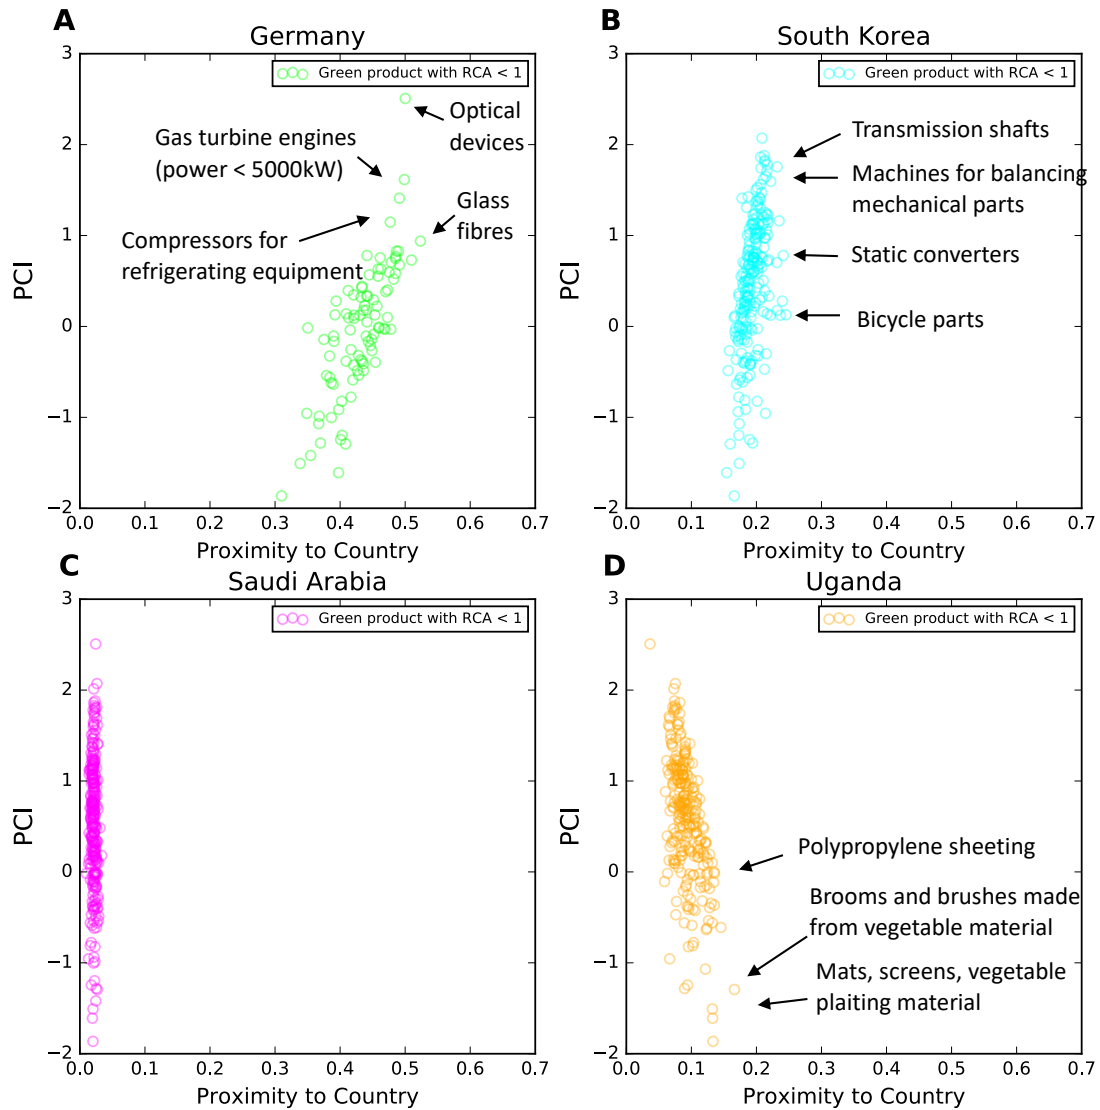 A
Germany
Green product with RCA < 1
Optical
devices
Gas turbine engines
(power < 5000kW)
Glass
fibres
Compressors for
refrigerating equipment
PCI
3
2
1
0
−1
−2
0.0 0.1 0.2 0.3 0.4 0.5 0.6 0.7
Proximity to Country
B
South Korea
Green product with RCA < 1
Transmission shafts
Machines for balancing
mechanical parts
Static converters
Bicycle parts
PCI
3
2
1
0
−1
−2
0.0 0.1 0.2 0.3 0.4 0.5 0.6 0.7
Proximity to Country
C
Saudi Arabia
Green product with RCA < 1
PCI
3
2
1
0
−1
−2
0.0 0.1 0.2 0.3 0.4 0.5 0.6 0.7
Proximity to Country
D
Uganda
Green product with RCA < 1
Polypropylene sheeting
Brooms and brushes made
from vegetable material
Mats, screens, vegetable
plaiting material
PCI
3
2
1
0
−1
−2
0.0 0.1 0.2 0.3 0.4 0.5 0.6 0.7
Proximity to Country